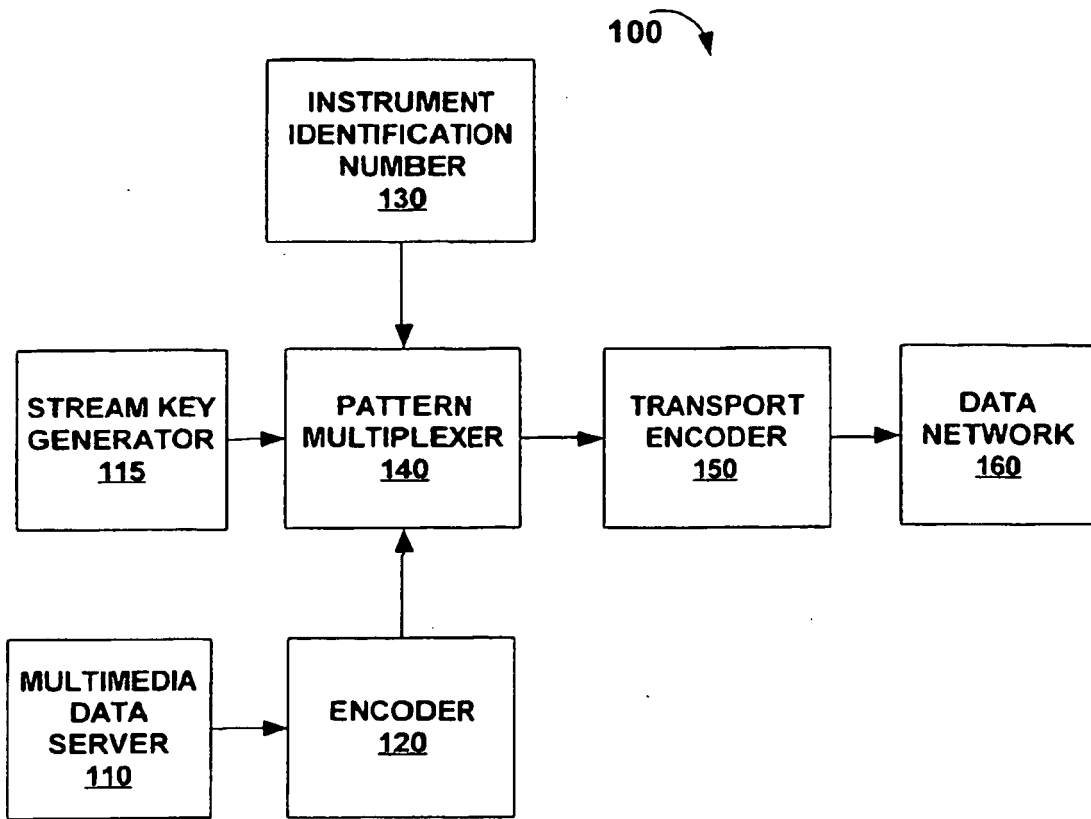 100
INSTRUMENT
IDENTIFICATION
NUMBER
130
STREAM KEY
GENERATOR
115
PATTERN
MULTIPLEXER
140
TRANSPORT
ENCODER
150
DATA
NETWORK
160
MULTIMEDIA
DATA
SERVER
110
ENCODER
120